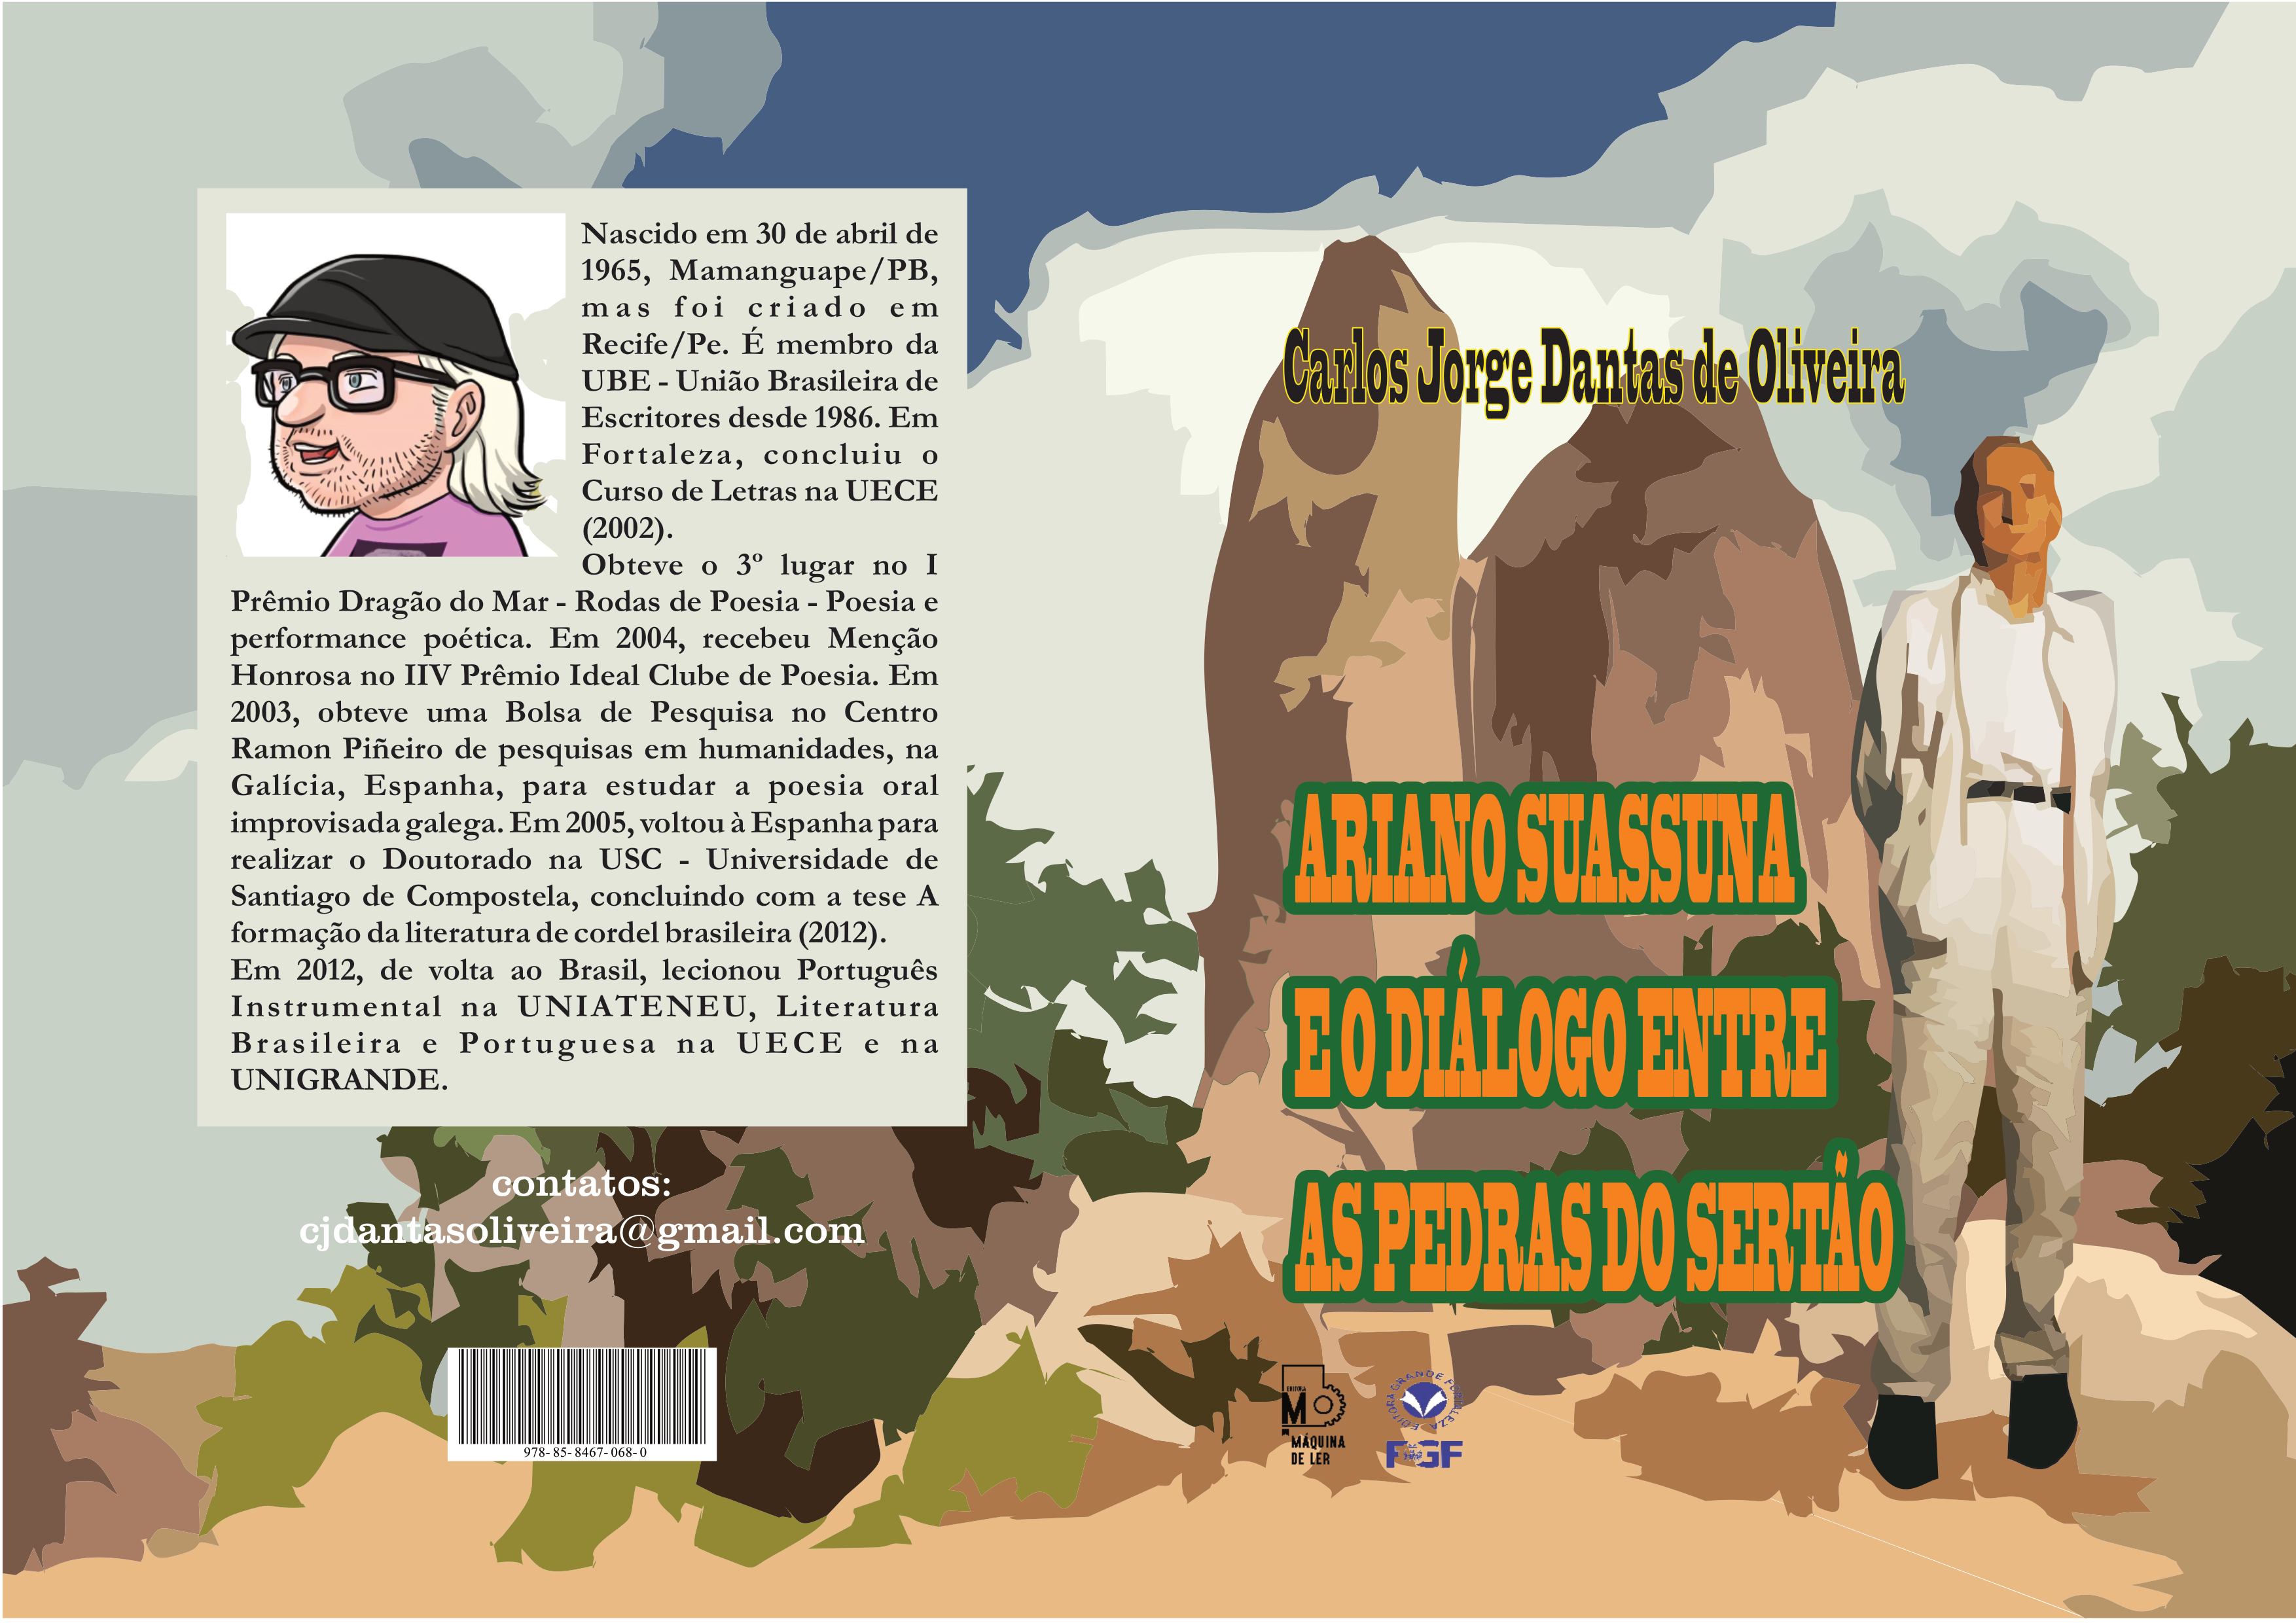 Nascido em 30 de abril de
1965, Mamanguape/PB,
mas foi criado em
Recife/Pe. É membro da
UBE - União Brasileira de
Escritores desde 1986. Em
Fortaleza, concluiu o
Curso de Letras na UECE
(2002).
Obteve o 3º lugar no I
Prêmio Dragão do Mar - Rodas de Poesia - Poesia e
performance poética. Em 2004, recebeu Menção
Honrosa no IIV Prêmio Ideal Clube de Poesia. Em
2003, obteve uma Bolsa de Pesquisa no Centro
Ramon Piñeiro de pesquisas em humanidades, na
Galícia, Espanha, para estudar a poesia oral
improvisada galega. Em 2005, voltou à Espanha para
realizar o Doutorado na USC - Universidade de
Santiago de Compostela, concluindo com a tese A
formação da literatura de cordel brasileira (2012).
Em 2012, de volta ao Brasil, lecionou Português
Instrumental na UNIATENEU, Literatura
Brasileira e Portuguesa na UECE e na
UNIGRANDE.
contatos:
cjdantasoliveira@gmail.com
978-85-8467-068-0
Carlos Jorge Dantas de Oliveira
ARIANO SUASSUNA
E O DIÁLOGO ENTRE
AS PEDRAS DO SERTÃO
EDITORA
M
MÁQUINA
DE LER
EDITORA GRANDE FORTALEZA
FGF